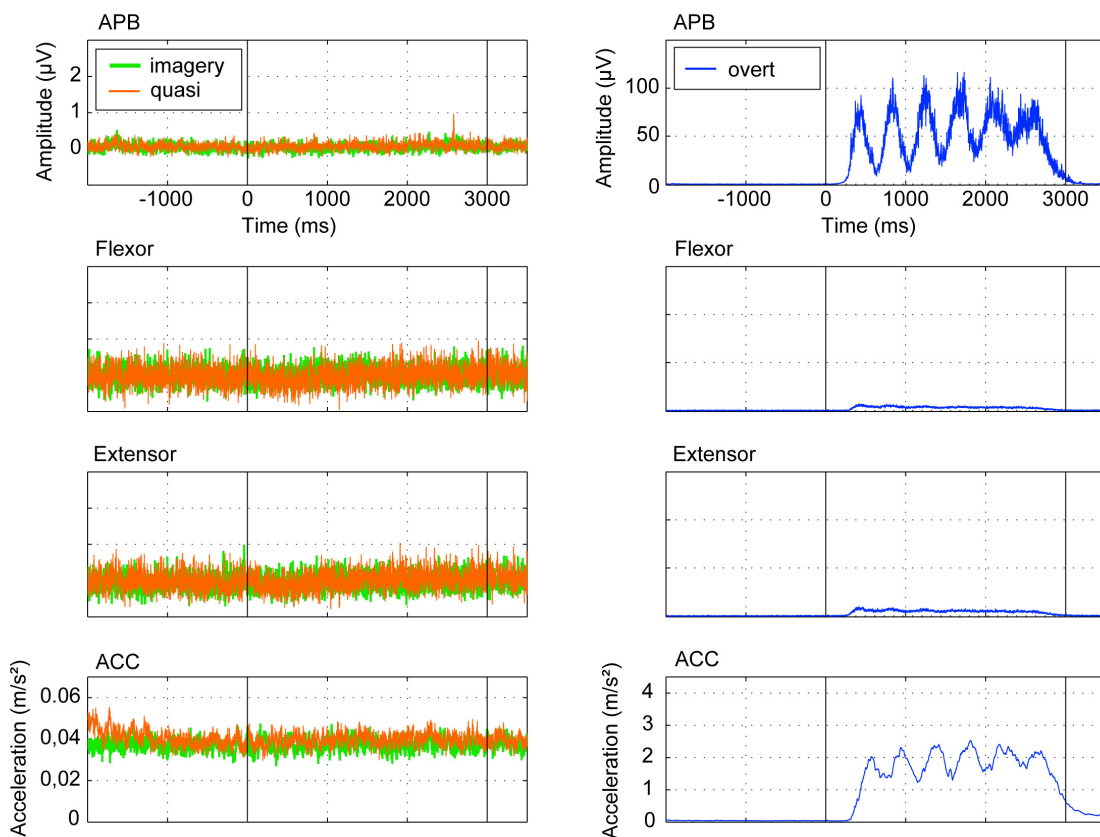 APB
Amplitude (µV)
2
1
0
imagery
quasi
-1000
0
1000
2000
3000
Time (ms)
Flexor
Extensor
ACC
Acceleration (m/s²)
0.06
0,04
0,02
0
APB
Amplitude (µV)
100
50
0
overt
-1000
0
1000
2000
3000
Time (ms)
Flexor
Extensor
ACC
Acceleration (m/s²)
4
3
2
1
0